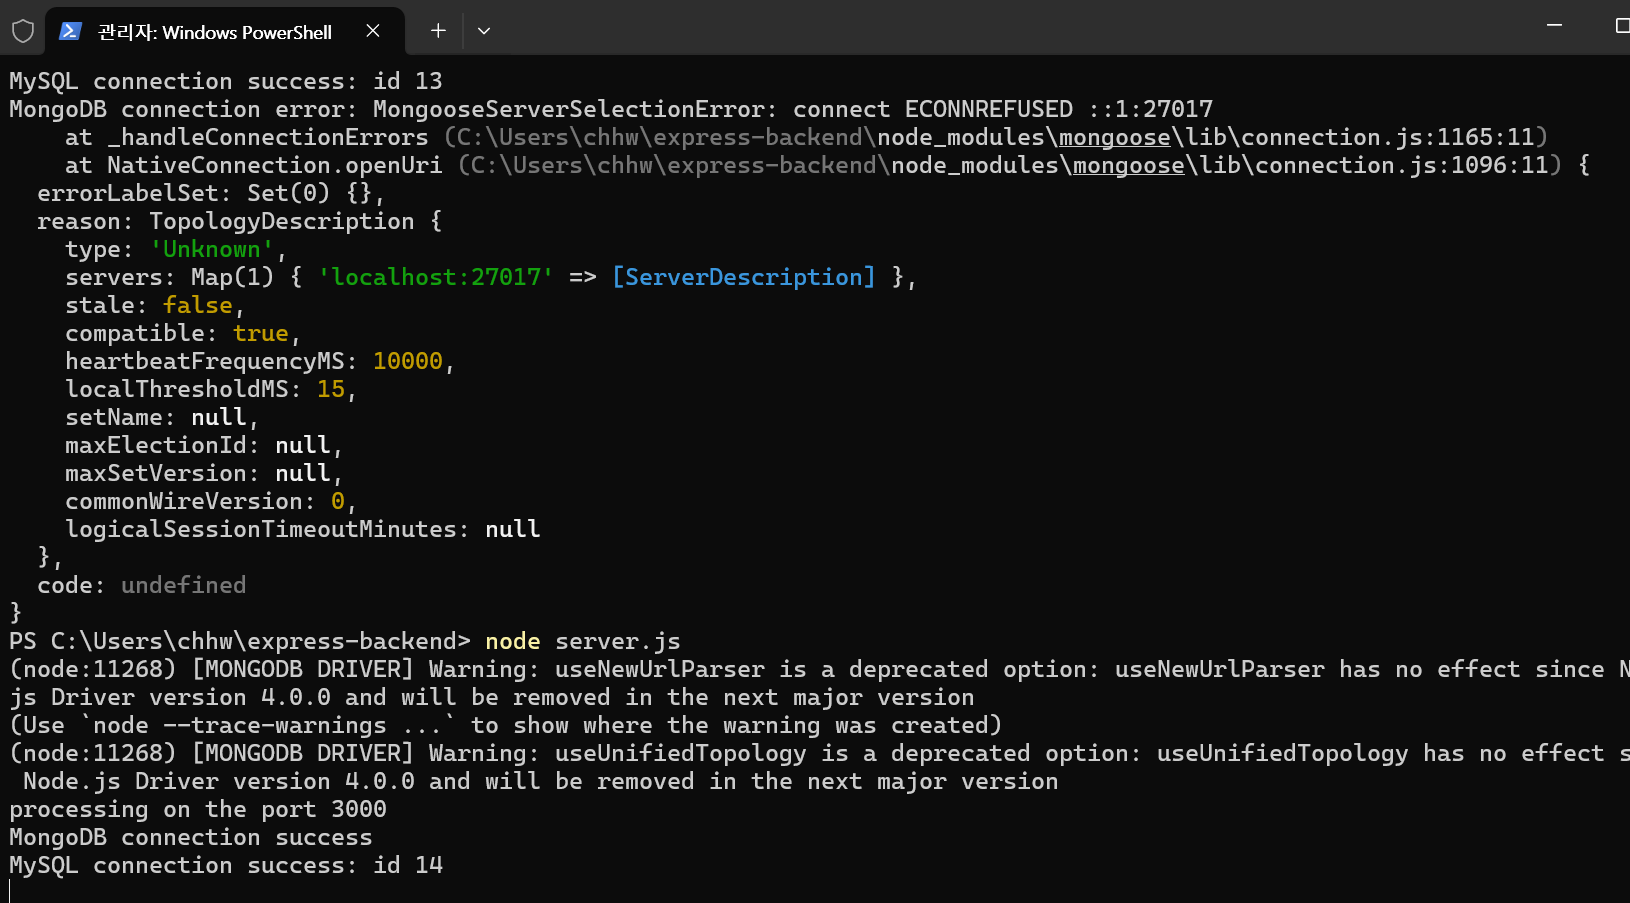 관리자: Windows PowerShell
MySQL connection success: id 13
MongoDB connection error: MongooseServerSelectionError: connect ECONNREFUSED ::1:27017
    at _handleConnectionErrors (C:\Users\chhw\express-backend\node_modules\mongoose\lib\connection.js:1165:11)
    at NativeConnection.openUri (C:\Users\chhw\express-backend\node_modules\mongoose\lib\connection.js:1096:11) {
  errorLabelSet: Set(0) {},
  reason: TopologyDescription {
    type: 'Unknown',
    servers: Map(1) { 'localhost:27017' => [ServerDescription] },
    stale: false,
    compatible: true,
    heartbeatFrequencyMS: 10000,
    localThresholdMS: 15,
    setName: null,
    maxElectionId: null,
    maxSetVersion: null,
    commonWireVersion: 0,
    logicalSessionTimeoutMinutes: null
  },
  code: undefined
}
PS C:\Users\chhw\express-backend> node server.js
(node:11268) [MONGODB DRIVER] Warning: useNewUrlParser is a deprecated option: useNewUrlParser has no effect since N
js Driver version 4.0.0 and will be removed in the next major version
(Use `node --trace-warnings ...` to show where the warning was created)
(node:11268) [MONGODB DRIVER] Warning: useUnifiedTopology is a deprecated option: useUnifiedTopology has no effect s
 Node.js Driver version 4.0.0 and will be removed in the next major version
processing on the port 3000
MongoDB connection success
MySQL connection success: id 14